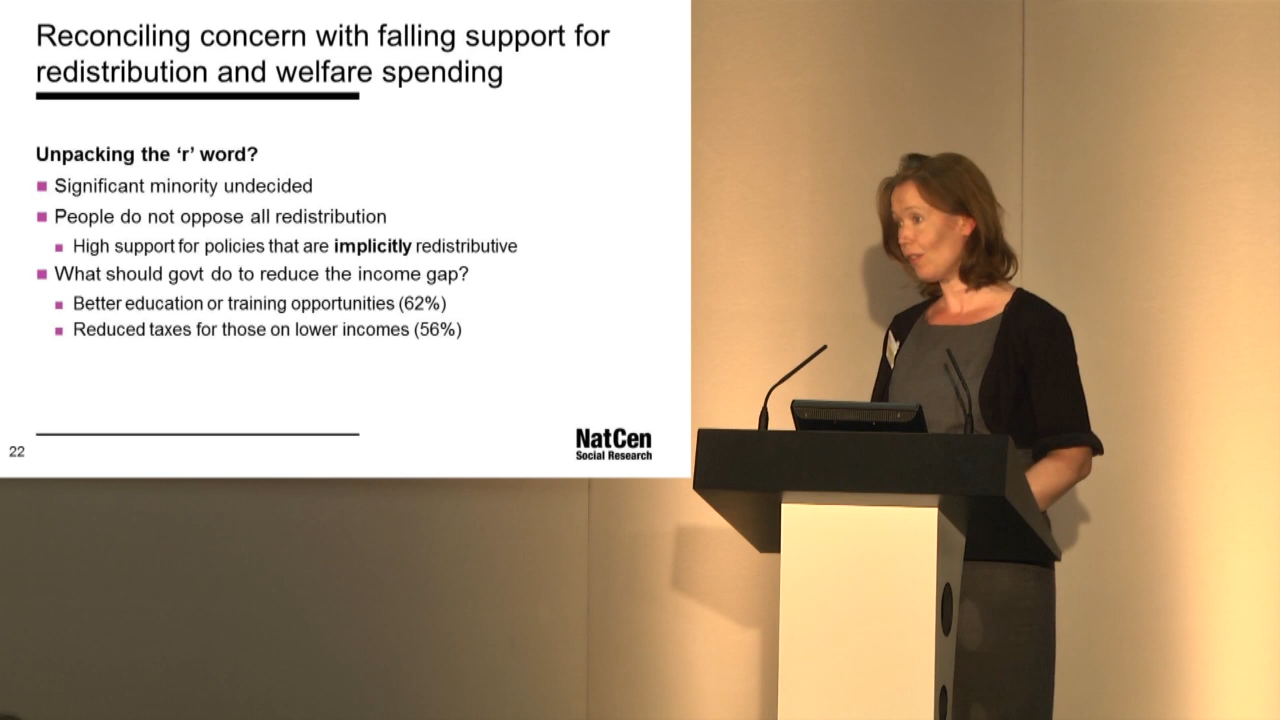 Reconciling concern with falling support for
redistribution and welfare spending
Unpacking the ‘r’ word?
Significant minority undecided
People do not oppose all redistribution
High support for policies that are implicitly redistributive
What should govt do to reduce the income gap?
Better education or training opportunities (62%)
Reduced taxes for those on lower incomes (56%)
22
NatCen
Social Research